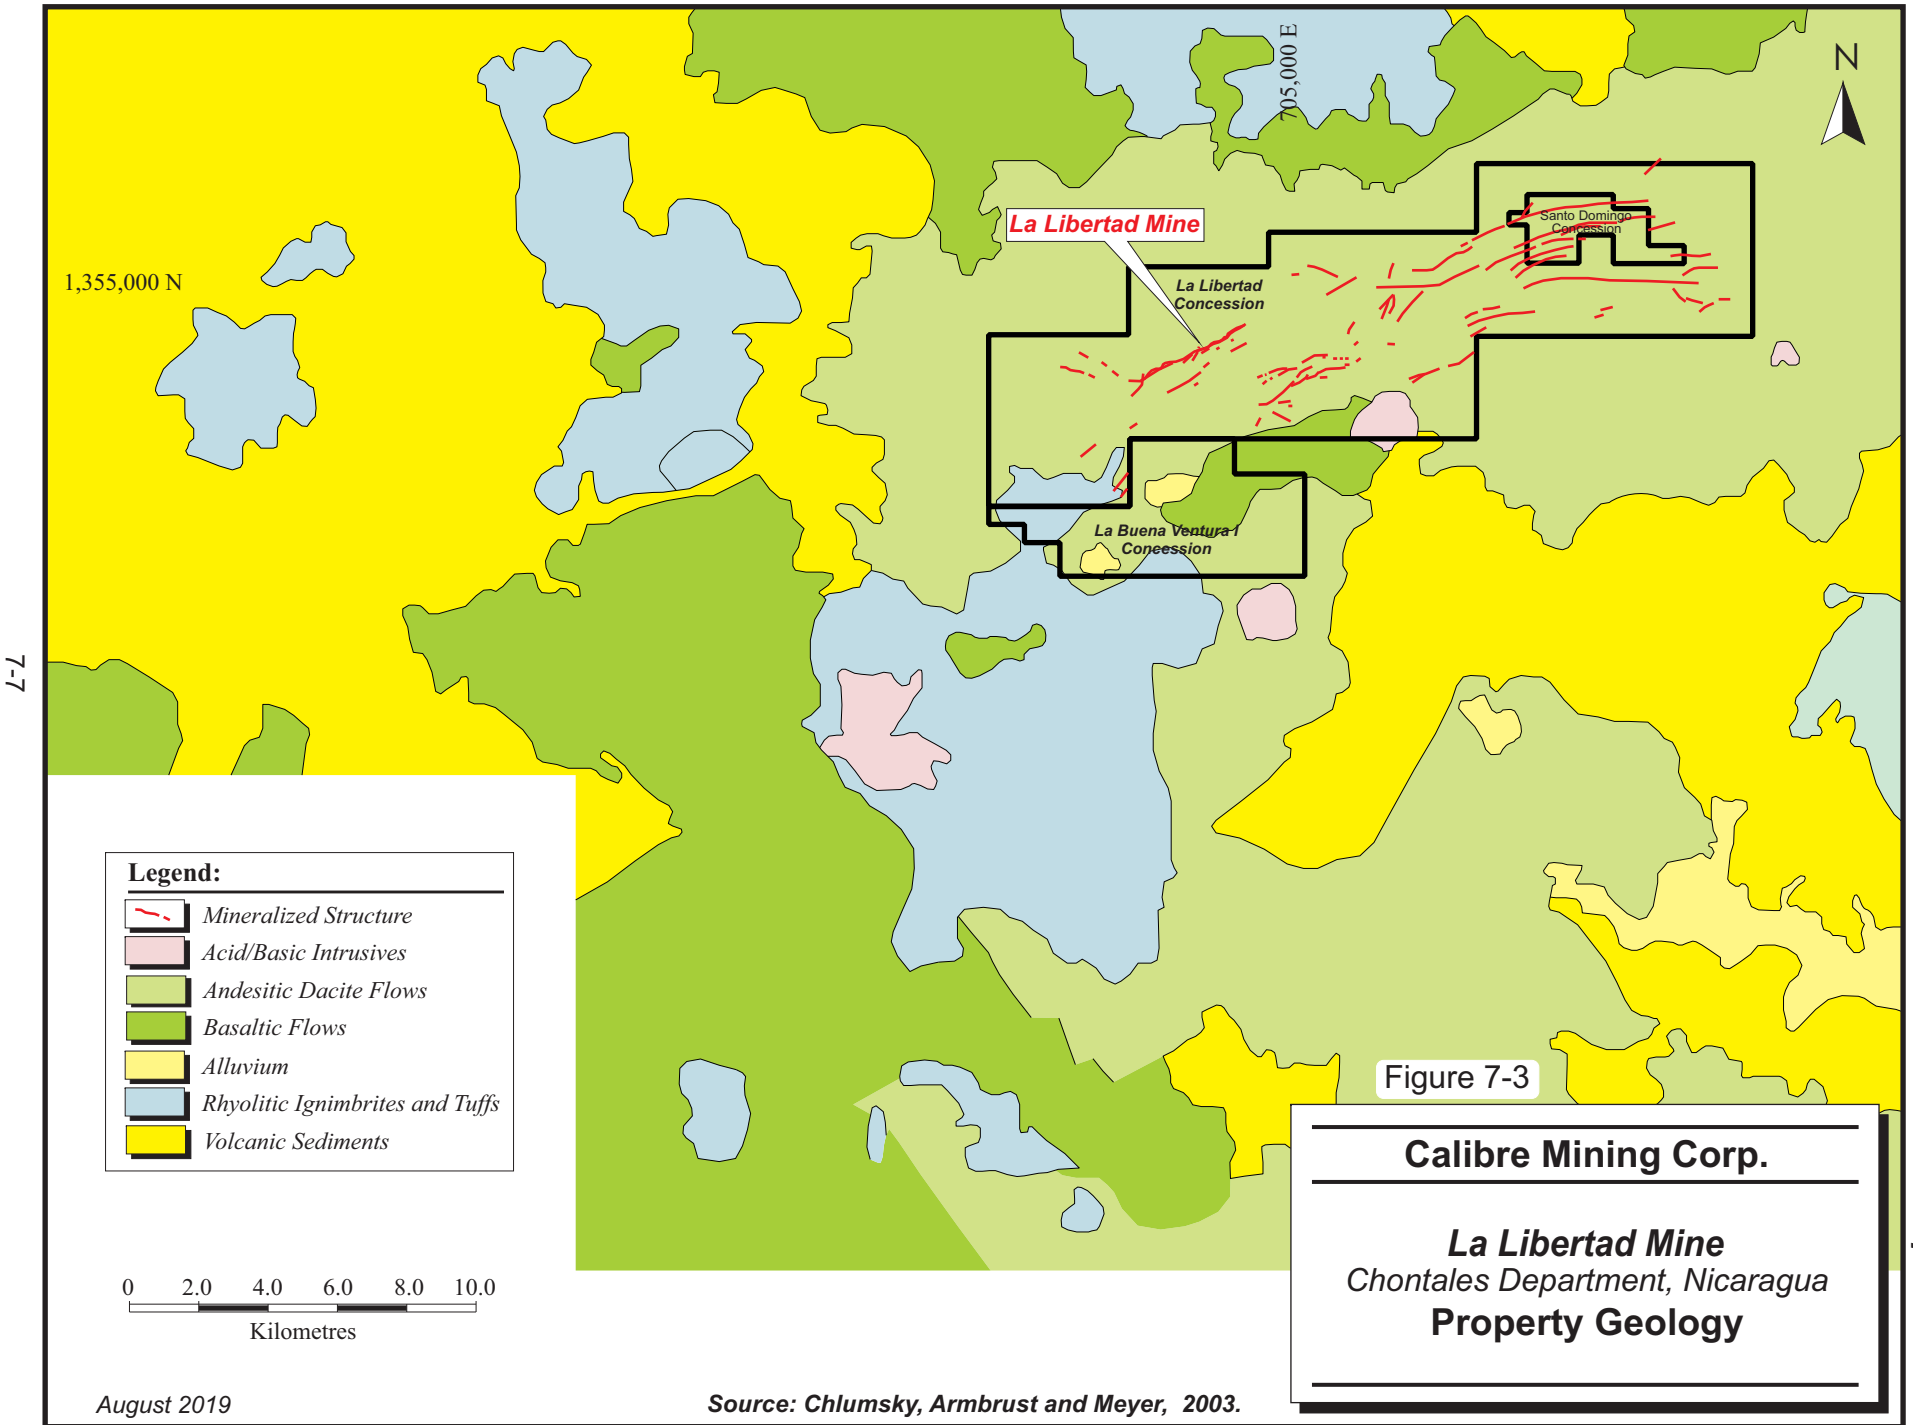 705,000 E
N
La Libertad Mine
Santo Domingo
Concession
1,355,000 N
La Libertad
Concession
La Buena Ventura I
Concession
7-7
Legend:
Mineralized Structure
Acid/Basic Intrusives
Andesitic Dacite Flows
Basaltic Flows
Alluvium
Rhyolitic Ignimbrites and Tuffs
Volcanic Sediments
0 2.0 4.0 6.0 8.0 10.0
Kilometres
Figure 7-3
Calibre Mining Corp.
La Libertad Mine
Chontales Department, Nicaragua
Property Geology
August 2019
Source: Chlumsky, Armbrust and Meyer, 2003.